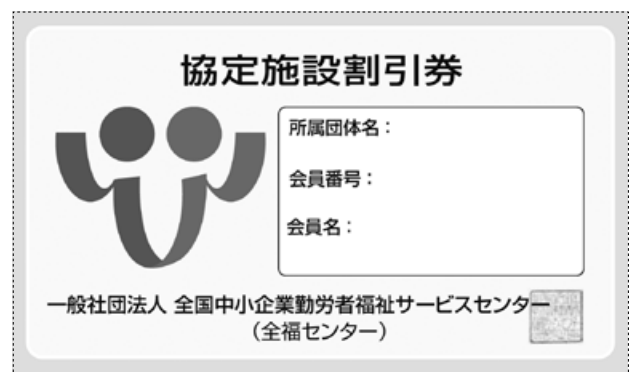 協定施設割引券
所属団体名：
会員番号：
会員名：
一般社団法人 全国中小企業勤労者福祉サービスセンター
（全福センター）